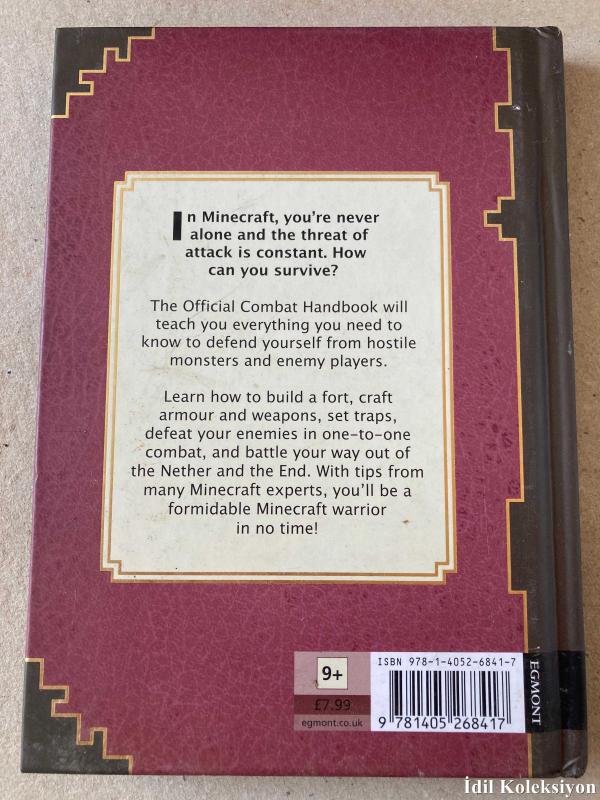 In Minecraft, you're never
alone and the threat of
attack is constant. How
can you survive?
The Official Combat Handbook will
teach you everything you need to
know to defend yourself from hostile
monsters and enemy players.
Learn how to build a fort, craft
armour and weapons, set traps,
defeat your enemies in one-to-one
combat, and battle your way out of
the Nether and the End. With tips from
many Minecraft experts, you'll be a
formidable Minecraft warrior
in no time!
9+
£7.99
egmont.co.uk
ISBN 978-1-4052-6841-7
9 781405 268417
EGMONT
İdil Koleksiyon